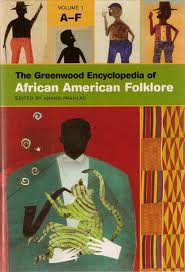 VOLUME 1
A–F
The Greenwood Encyclopedia of
African American Folklore
EDITED BY ANAND PRAHLAD